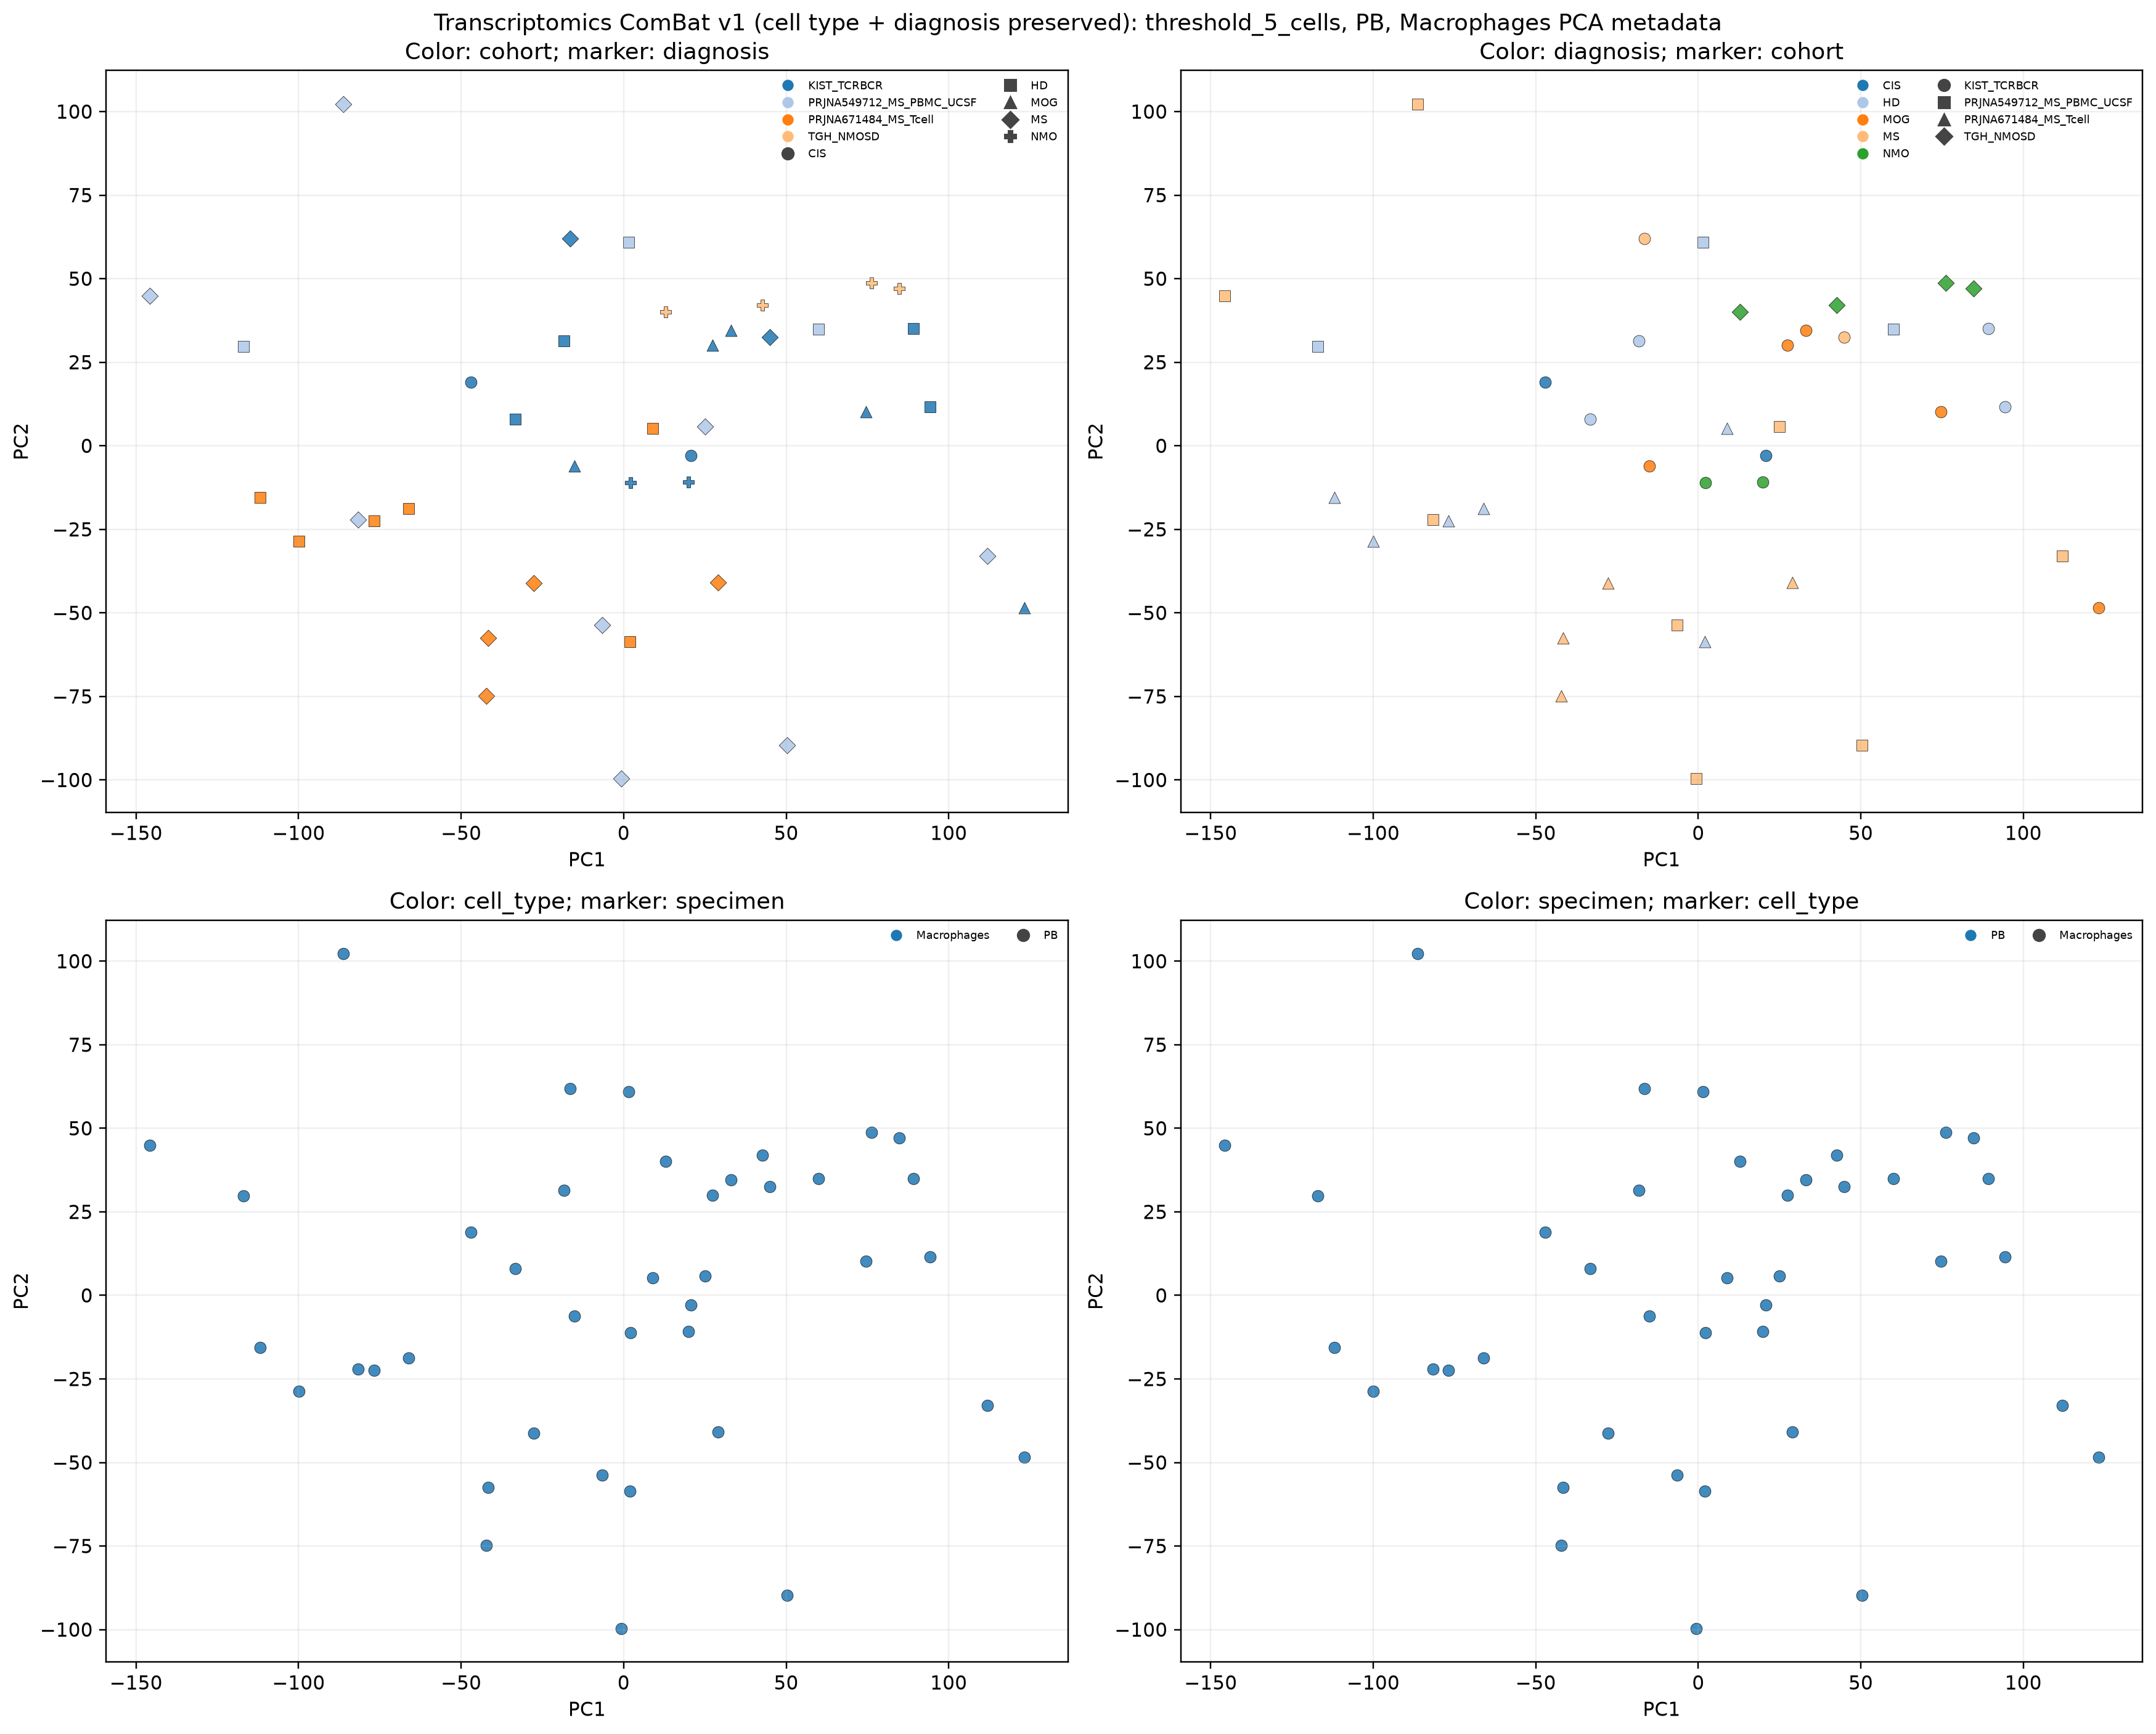 Transcriptomics ComBat v1 (cell type + diagnosis preserved): threshold_5_cells, PB, Macrophages PCA metadata
Color: cohort; marker: diagnosis
KIST_TCRBCR
PRJNA549712_MS_PBMC_UCSF
PRJNA671484_MS_Tcell
TGH_NMOSD
CIS
HD
MOG
MS
NMO
100
75
50
25
0
−25
−50
−75
−100
PC2
−150
−100
−50
0
50
100
PC1
Color: diagnosis; marker: cohort
CIS
HD
MOG
MS
NMO
KIST_TCRBCR
PRJNA549712_MS_PBMC_UCSF
PRJNA671484_MS_Tcell
TGH_NMOSD
100
75
50
25
0
−25
−50
−75
−100
PC2
−150
−100
−50
0
50
100
PC1
Color: cell_type; marker: specimen
Macrophages
PB
100
75
50
25
0
−25
−50
−75
−100
PC2
−150
−100
−50
0
50
100
PC1
Color: specimen; marker: cell_type
PB
Macrophages
100
75
50
25
0
−25
−50
−75
−100
PC2
−150
−100
−50
0
50
100
PC1